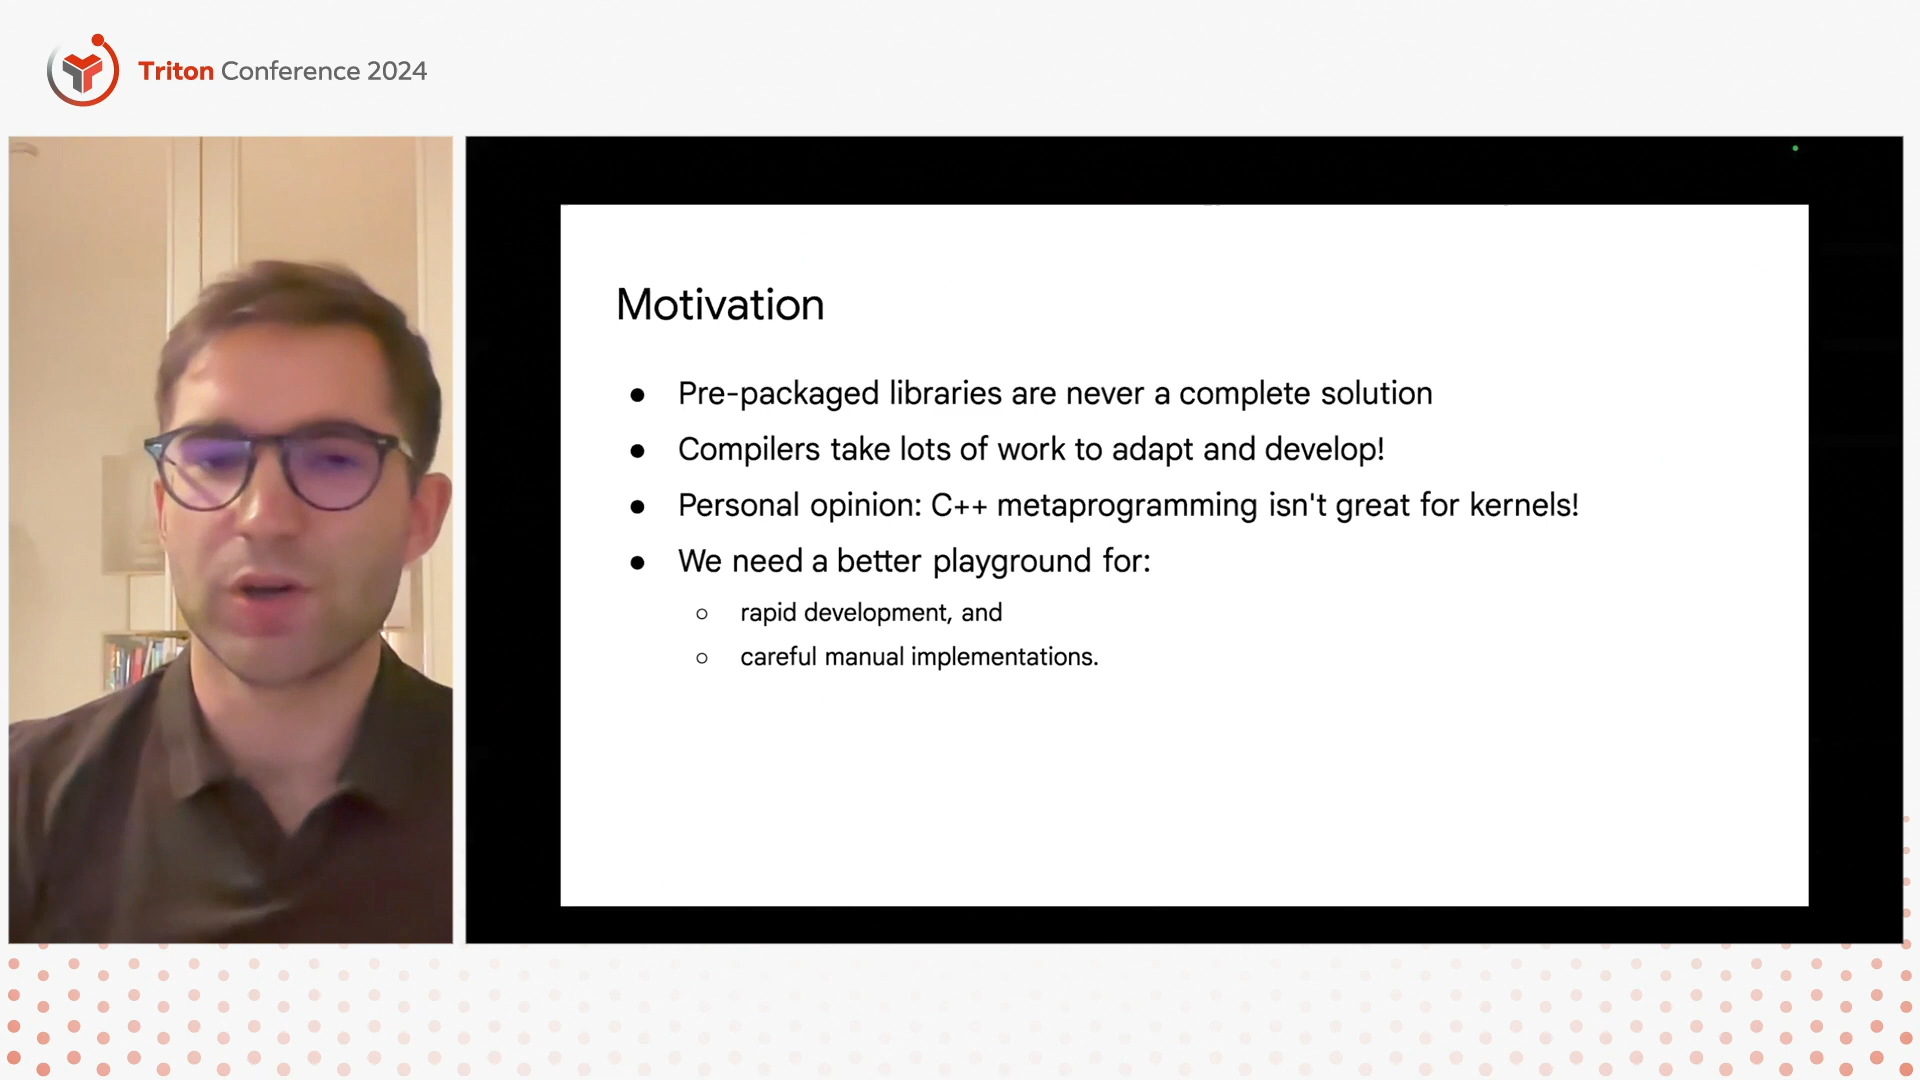 Triton Conference 2024
Motivation
● Pre-packaged libraries are never a complete solution
● Compilers take lots of work to adapt and develop!
● Personal opinion: C++ metaprogramming isn't great for kernels!
● We need a better playground for:
○ rapid development, and
○ careful manual implementations.